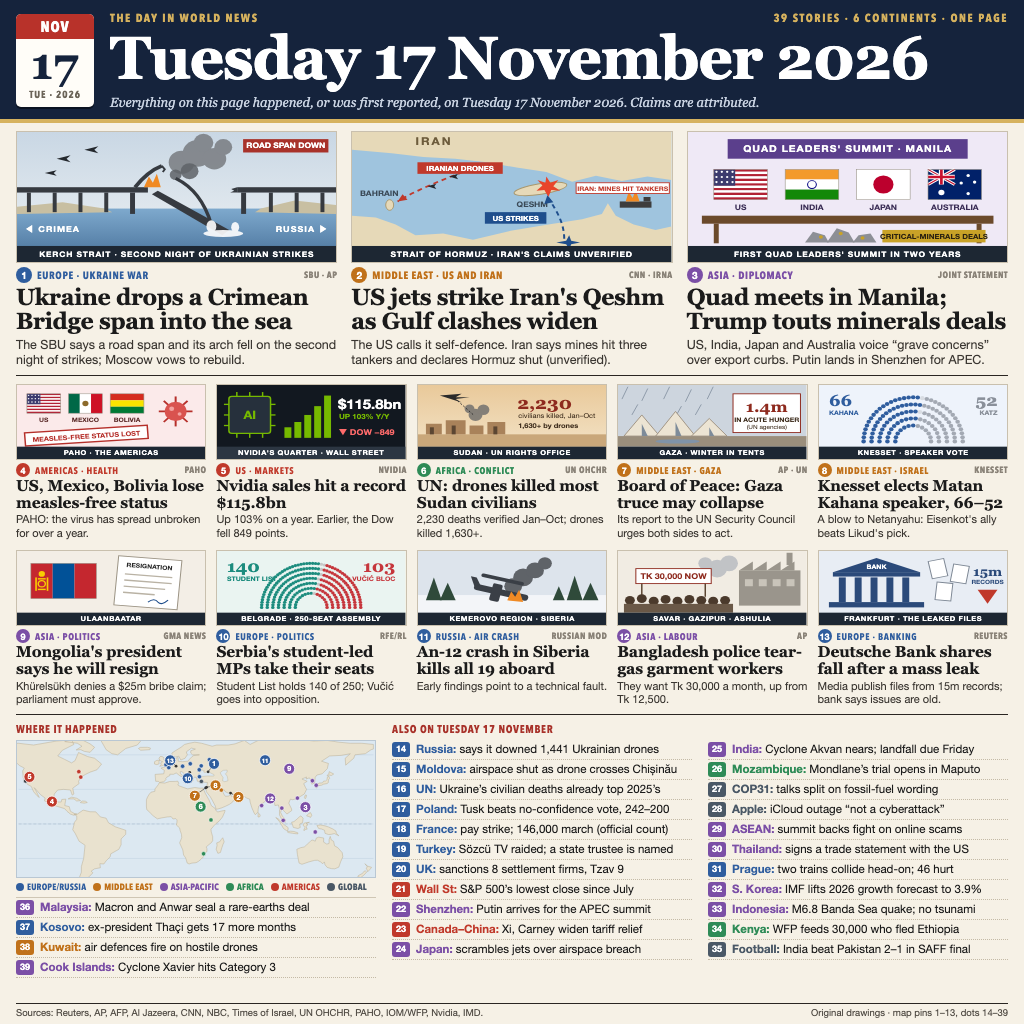 NOV
17
TUE · 2026
THE DAY IN WORLD NEWS
39 STORIES · 6 CONTINENTS · ONE PAGE
Tuesday 17 November 2026
Everything on this page happened, or was first reported, on Tuesday 17 November 2026. Claims are attributed.
ROAD SPAN DOWN
CRIMEA
RUSSIA
KERCH STRAIT · SECOND NIGHT OF UKRAINIAN STRIKES
1 EUROPE · UKRAINE WAR
SBU · AP
Ukraine drops a Crimean
Bridge span into the sea
The SBU says a road span and its arch fell on the second
night of strikes; Moscow vows to rebuild.
IRAN
IRANIAN DRONES
BAHRAIN
IRAN: MINES HIT TANKERS
QESHM
US STRIKES
STRAIT OF HORMUZ · IRAN'S CLAIMS UNVERIFIED
2 MIDDLE EAST · US AND IRAN
CNN · IRNA
US jets strike Iran's Qeshm
as Gulf clashes widen
The US calls it self-defence. Iran says mines hit three
tankers and declares Hormuz shut (unverified).
QUAD LEADERS' SUMMIT · MANILA
US
INDIA
JAPAN
AUSTRALIA
CRITICAL-MINERALS DEALS
FIRST QUAD LEADERS' SUMMIT IN TWO YEARS
3 ASIA · DIPLOMACY
JOINT STATEMENT
Quad meets in Manila;
Trump touts minerals deals
US, India, Japan and Australia voice “grave concerns”
over export curbs. Putin lands in Shenzhen for APEC.
US
MEXICO
BOLIVIA
MEASLES-FREE STATUS LOST
PAHO · THE AMERICAS
4 AMERICAS · HEALTH
PAHO
US, Mexico, Bolivia lose
measles-free status
PAHO: the virus has spread unbroken
for over a year.
AI
$115.8bn
UP 103% Y/Y
DOW −849
NVIDIA'S QUARTER · WALL STREET
5 US · MARKETS
NVIDIA
Nvidia sales hit a record
$115.8bn
Up 103% on a year. Earlier, the Dow
fell 849 points.
2,230
civilians killed, Jan–Oct
1,630+ by drones
SUDAN · UN RIGHTS OFFICE
6 AFRICA · CONFLICT
UN OHCHR
UN: drones killed most
Sudan civilians
2,230 deaths verified Jan–Oct; drones
killed 1,630+.
1.4m
IN ACUTE HUNGER
(UN agencies)
GAZA · WINTER IN TENTS
7 MIDDLE EAST · GAZA
AP · UN
Board of Peace: Gaza
truce may collapse
Its report to the UN Security Council
urges both sides to act.
66
KAHANA
52
KATZ
KNESSET · SPEAKER VOTE
8 MIDDLE EAST · ISRAEL
KNESSET
Knesset elects Matan
Kahana speaker, 66–52
A blow to Netanyahu: Eisenkot's ally
beats Likud's pick.
RESIGNATION
ULAANBAATAR
9 ASIA · POLITICS
GMA NEWS
Mongolia's president
says he will resign
Khürelsükh denies a $25m bribe claim;
parliament must approve.
140
STUDENT LIST
103
VUČIĆ BLOC
BELGRADE · 250-SEAT ASSEMBLY
10 EUROPE · POLITICS
RFE/RL
Serbia's student-led
MPs take their seats
Student List holds 140 of 250; Vučić
goes into opposition.
KEMEROVO REGION · SIBERIA
11 RUSSIA · AIR CRASH
RUSSIAN MOD
An-12 crash in Siberia
kills all 19 aboard
Early findings point to a technical fault.
TK 30,000 NOW
SAVAR · GAZIPUR · ASHULIA
12 ASIA · LABOUR
AP
Bangladesh police tear-
gas garment workers
They want Tk 30,000 a month, up from
Tk 12,500.
BANK
15m
RECORDS
FRANKFURT · THE LEAKED FILES
13 EUROPE · BANKING
REUTERS
Deutsche Bank shares
fall after a mass leak
Media publish files from 15m records;
bank says issues are old.
WHERE IT HAPPENED
5
4
13
1
10
11
9
7
8
2
6
12
3
EUROPE/RUSSIA
MIDDLE EAST
ASIA-PACIFIC
AFRICA
AMERICAS
GLOBAL
36 Malaysia: Macron and Anwar seal a rare-earths deal
37 Kosovo: ex-president Thaçi gets 17 more months
38 Kuwait: air defences fire on hostile drones
39 Cook Islands: Cyclone Xavier hits Category 3
ALSO ON TUESDAY 17 NOVEMBER
14 Russia: says it downed 1,441 Ukrainian drones
15 Moldova: airspace shut as drone crosses Chişinău
16 UN: Ukraine's civilian deaths already top 2025's
17 Poland: Tusk beats no-confidence vote, 242–200
18 France: pay strike; 146,000 march (official count)
19 Turkey: Sözcü TV raided; a state trustee is named
20 UK: sanctions 8 settlement firms, Tzav 9
21 Wall St: S&P 500's lowest close since July
22 Shenzhen: Putin arrives for the APEC summit
23 Canada–China: Xi, Carney widen tariff relief
24 Japan: scrambles jets over airspace breach
25 India: Cyclone Akvan nears; landfall due Friday
26 Mozambique: Mondlane's trial opens in Maputo
27 COP31: talks split on fossil-fuel wording
28 Apple: iCloud outage “not a cyberattack”
29 ASEAN: summit backs fight on online scams
30 Thailand: signs a trade statement with the US
31 Prague: two trains collide head-on; 46 hurt
32 S. Korea: IMF lifts 2026 growth forecast to 3.9%
33 Indonesia: M6.8 Banda Sea quake; no tsunami
34 Kenya: WFP feeds 30,000 who fled Ethiopia
35 Football: India beat Pakistan 2–1 in SAFF final
Sources: Reuters, AP, AFP, Al Jazeera, CNN, NBC, Times of Israel, UN OHCHR, PAHO, IOM/WFP, Nvidia, IMD.
Original drawings · map pins 1–13, dots 14–39